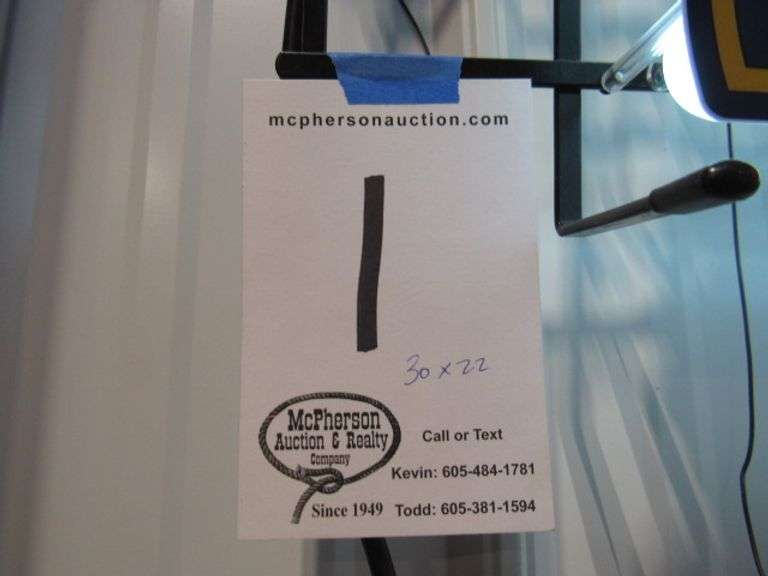 mcphersonauction.com
1
30 x 22
McPherson
Auction & Realty
Company
Since 1949
Call or Text
Kevin: 605-484-1781
Todd: 605-381-1594